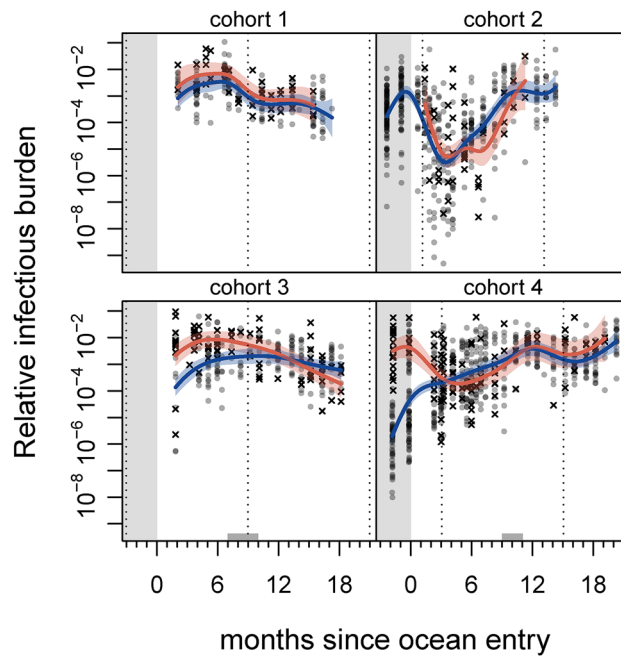 cohort 1
cohort 2
10⁻²
10⁻⁴
10⁻⁶
10⁻⁸
cohort 3
cohort 4
10⁻²
10⁻⁴
10⁻⁶
10⁻⁸
Relative infectious burden
0 6 12 18 0 6 12 18
months since ocean entry